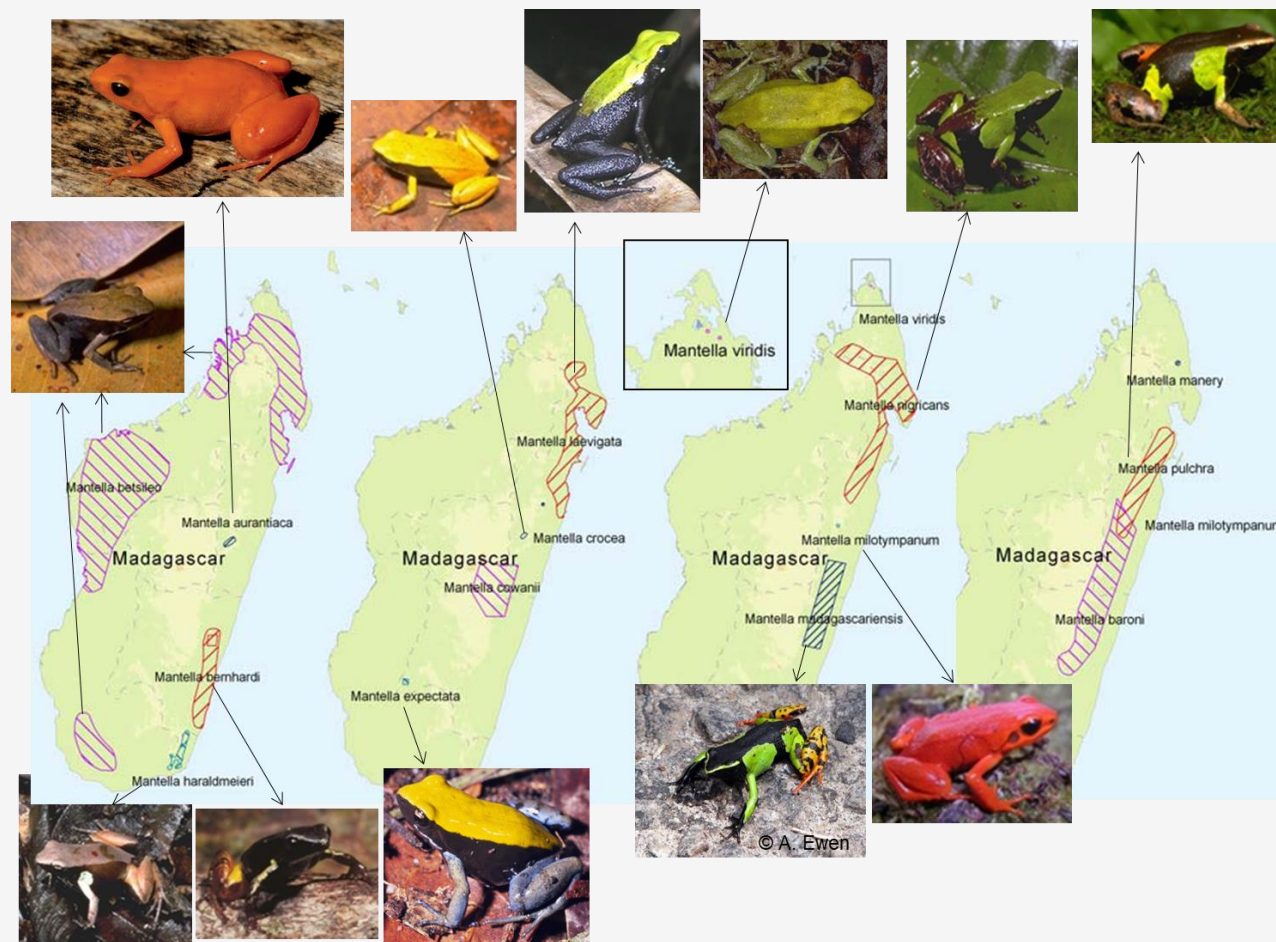 Mantella betsileo
Mantella aurantiaca
Madagascar
Mantella bernhardi
Mantella haraldmeieri
Mantella laevigata
Mantella crocea
Madagascar
Mantella cowanii
Mantella expectata
Mantella viridis
Mantella viridis
Mantella nigricans
Mantella milotympanum
Madagascar
Mantella madagascariensis
© A. Ewen
Mantella manery
Mantella pulchra
Mantella milotympanum
Madagascar
Mantella baroni